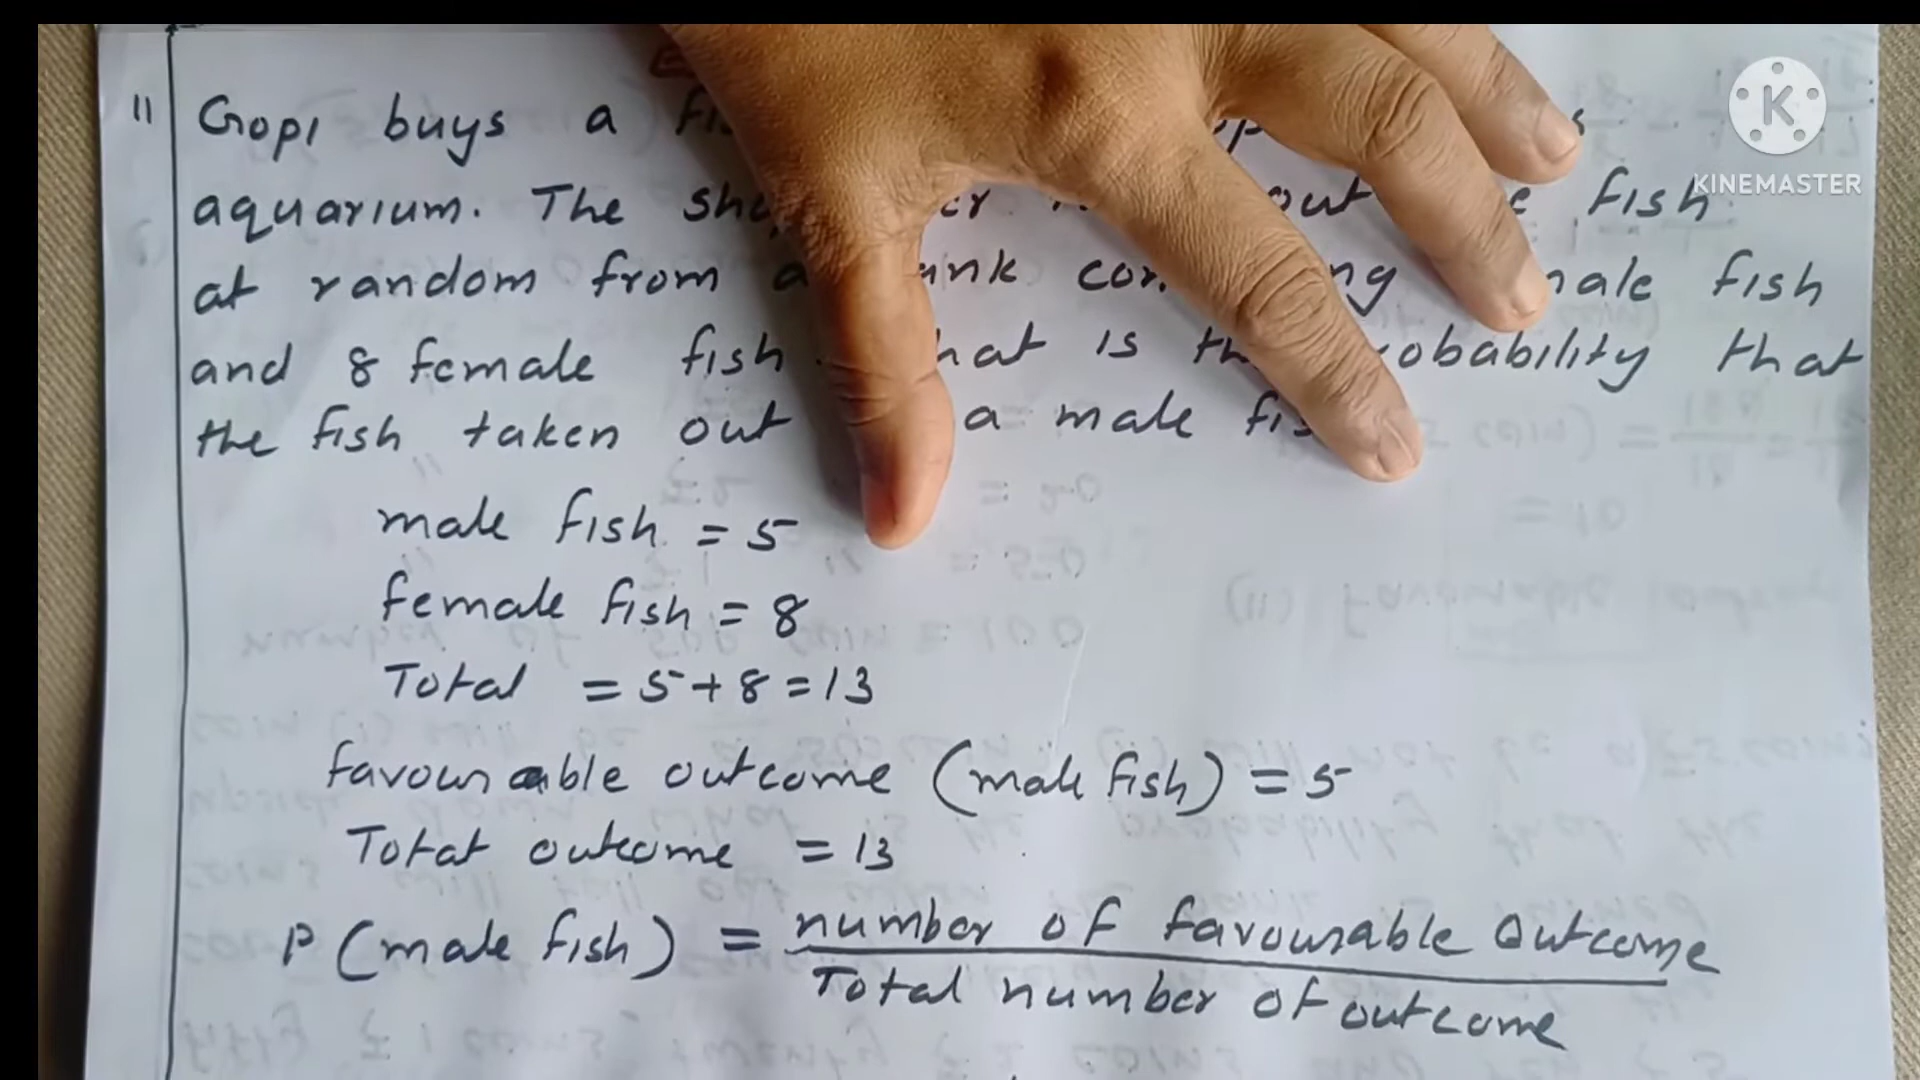 11 Gopi buys a
aquarium. The out fish
at random from a male fish
and 8 female fish is probability that
the fish taken out a male
male fish = 5
female fish = 8
Total = 5+8=13
favourable outcome (male fish) = 5
Total outcome = 13
P (male fish) = number of favourable outcome
Total number of outcome
K
KINEMASTER